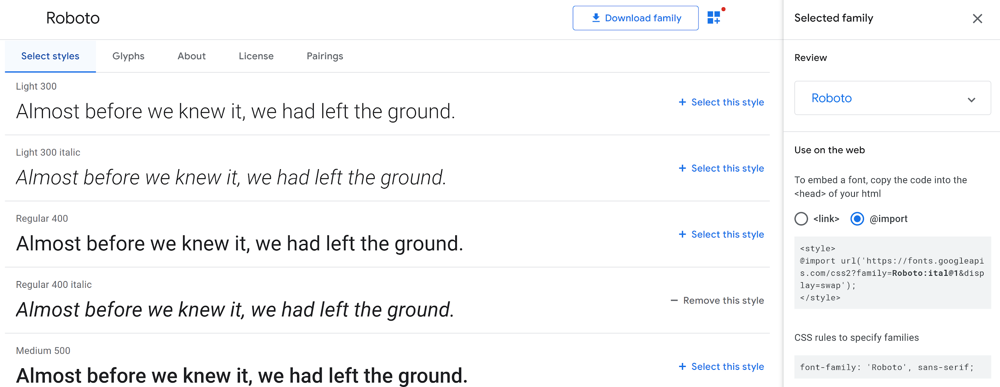 Roboto
Download family
Select styles
Glyphs
About
License
Pairings
Light 300
Almost before we knew it, we had left the ground.
+ Select this style
Light 300 italic
Almost before we knew it, we had left the ground.
+ Select this style
Regular 400
Almost before we knew it, we had left the ground.
+ Select this style
Regular 400 italic
Almost before we knew it, we had left the ground.
— Remove this style
Medium 500
Almost before we knew it, we had left the ground.
+ Select this style
Selected family
Review
Roboto
Use on the web
To embed a font, copy the code into the
<head> of your html
<link>
@import
<style>
@import url('https://fonts.googleapi
s.com/css2?family=Roboto:ital@1&disp
lay=swap');
</style>
CSS rules to specify families
font-family: 'Roboto', sans-serif;